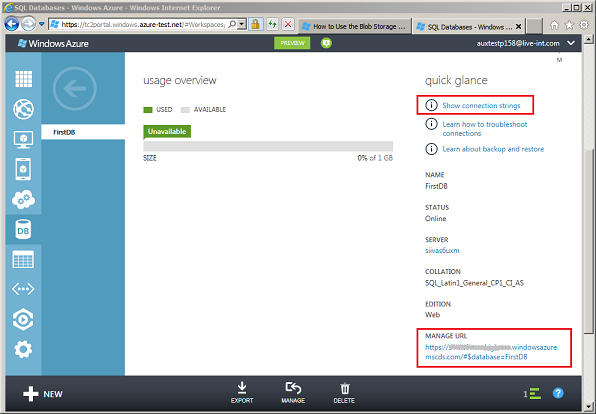 SQL Databases - Windows Azure - Windows Internet Explorer
https://tc2portal.windows.azure-test.net/#Workspaces
How to Use the Blob Storage
SQL Databases - Windows ...
Windows Azure
PREVIEW
auxtestp158@live-int.com
M
usage overview
quick glance
USED
AVAILABLE
Show connection strings
Learn how to troubleshoot
connections
Unavailable
FirstDB
Learn about backup and restore
SIZE
0% of 1 GB
NAME
FirstDB
STATUS
Online
DB
SERVER
siivas6uxm
COLLATION
SQL_Latin1_General_CP1_CI_AS
EDITION
Web
MANAGE URL
https://
.windowsazure.
mscds.com/#$database=FirstDB
NEW
EXPORT
MANAGE
DELETE
1
?